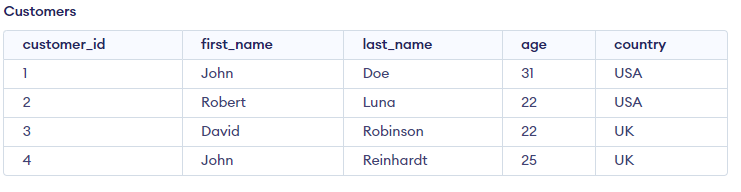 Customers
customer_id first_name last_name age country
1 John Doe 31 USA
2 Robert Luna 22 USA
3 David Robinson 22 UK
4 John Reinhardt 25 UK